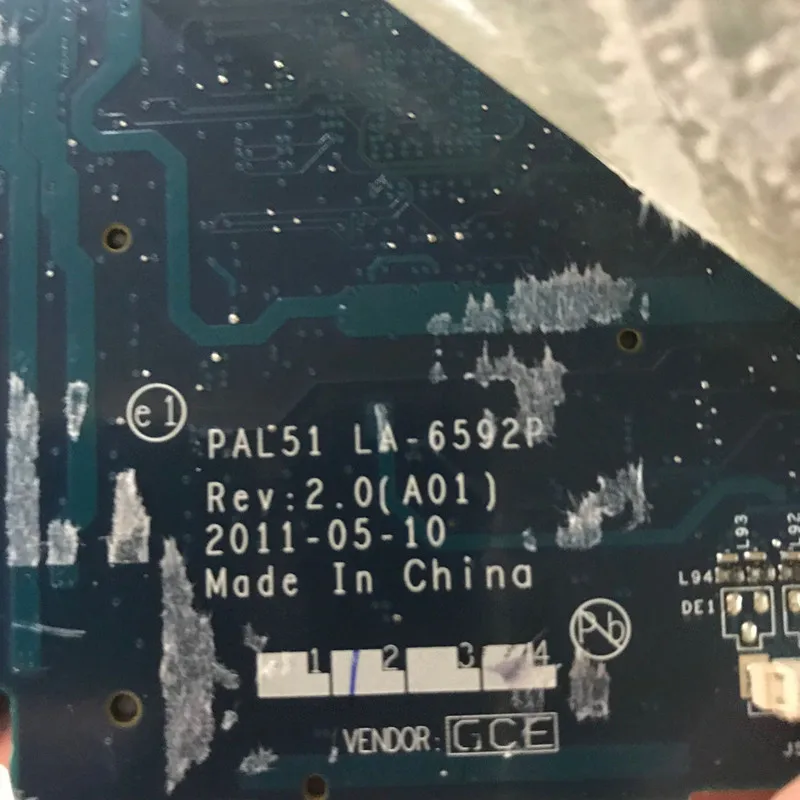 e1
PAL51 LA-6592P
Rev:2.0(A01)
2011-05-10
Made In China
L93
L92
L94
DE1
Pb
1 2 3 4
VENDOR: GCE